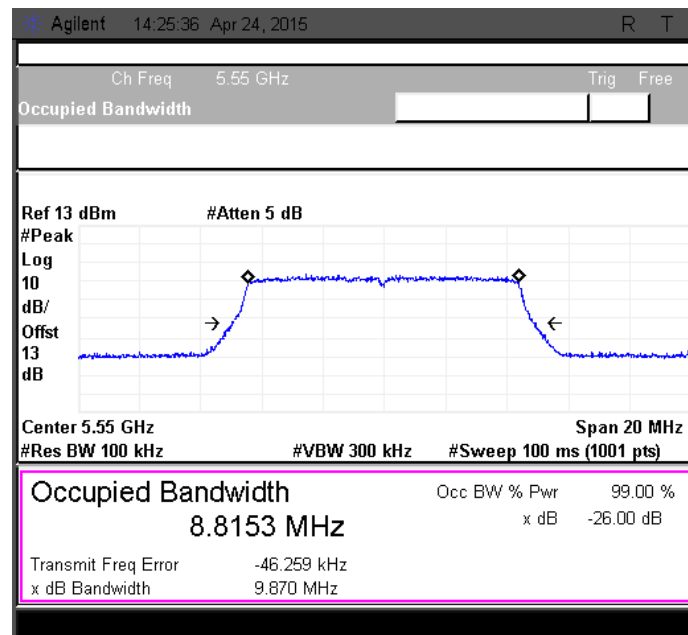 Agilent 14:25:36 Apr 24, 2015 R T
Ch Freq 5.55 GHz Trig Free
Occupied Bandwidth
Ref 13 dBm #Atten 5 dB
#Peak
Log
10
dB/
Offst
13
dB
Center 5.55 GHz Span 20 MHz
#Res BW 100 kHz #VBW 300 kHz #Sweep 100 ms (1001 pts)
Occupied Bandwidth Occ BW % Pwr 99.00 %
8.8153 MHz x dB -26.00 dB
Transmit Freq Error -46.259 kHz
x dB Bandwidth 9.870 MHz